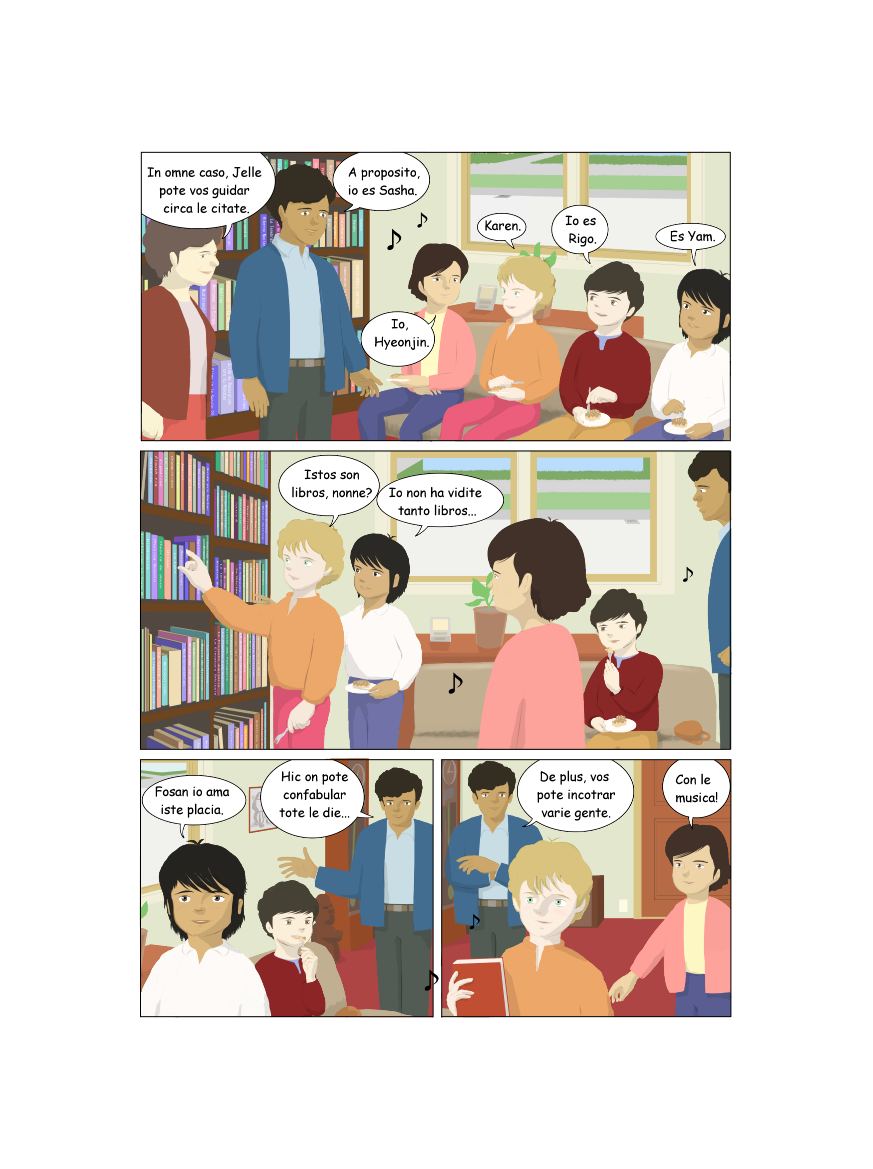 In omne caso, Jelle
pote vos guidar
circa le citate.
A proposito,
io es Sasha.
Io,
Hyeonjin.
Karen.
Io es
Rigo.
Es Yam.
Istos son
libros, nonne?
Io non ha vidite
tanto libros...
Fosan io ama
iste placia.
Hic on pote
confabular
tote le die...
De plus, vos
pote incotrar
varie gente.
Con le
musica!